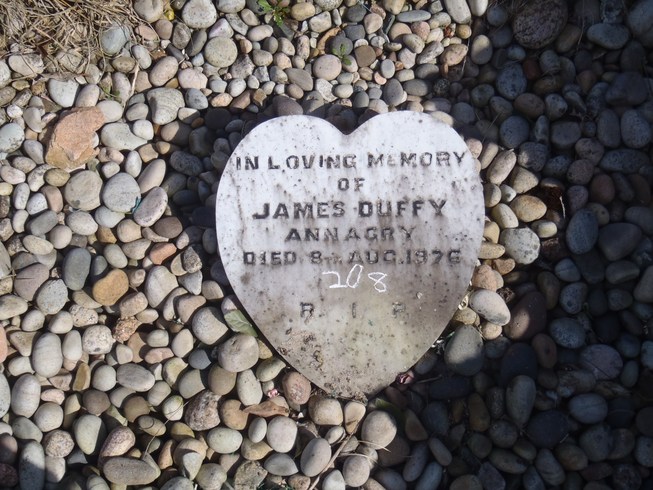 IN LOVING MEMORY
OF
JAMES DUFFY
ANNAGRY
DIED 8TH AUG. 1976
208
R. I. P.